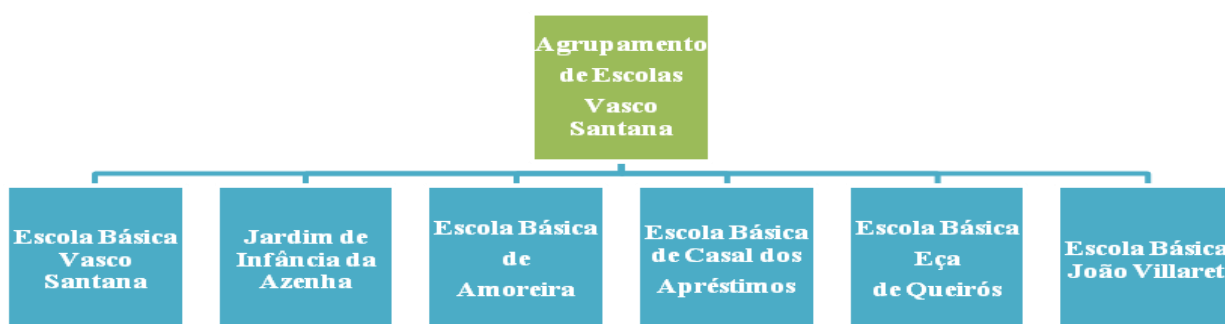 Agrupamento
de Escolas
Vasco
Santana
Escola Básica
Vasco
Santana
Jardim de
Infância da
Azenha
Escola Básica
de
Amoreira
Escola Básica
de Casal dos
Apréstimos
Escola Básica
Eça
de Queirós
Escola Básica
João Villaret